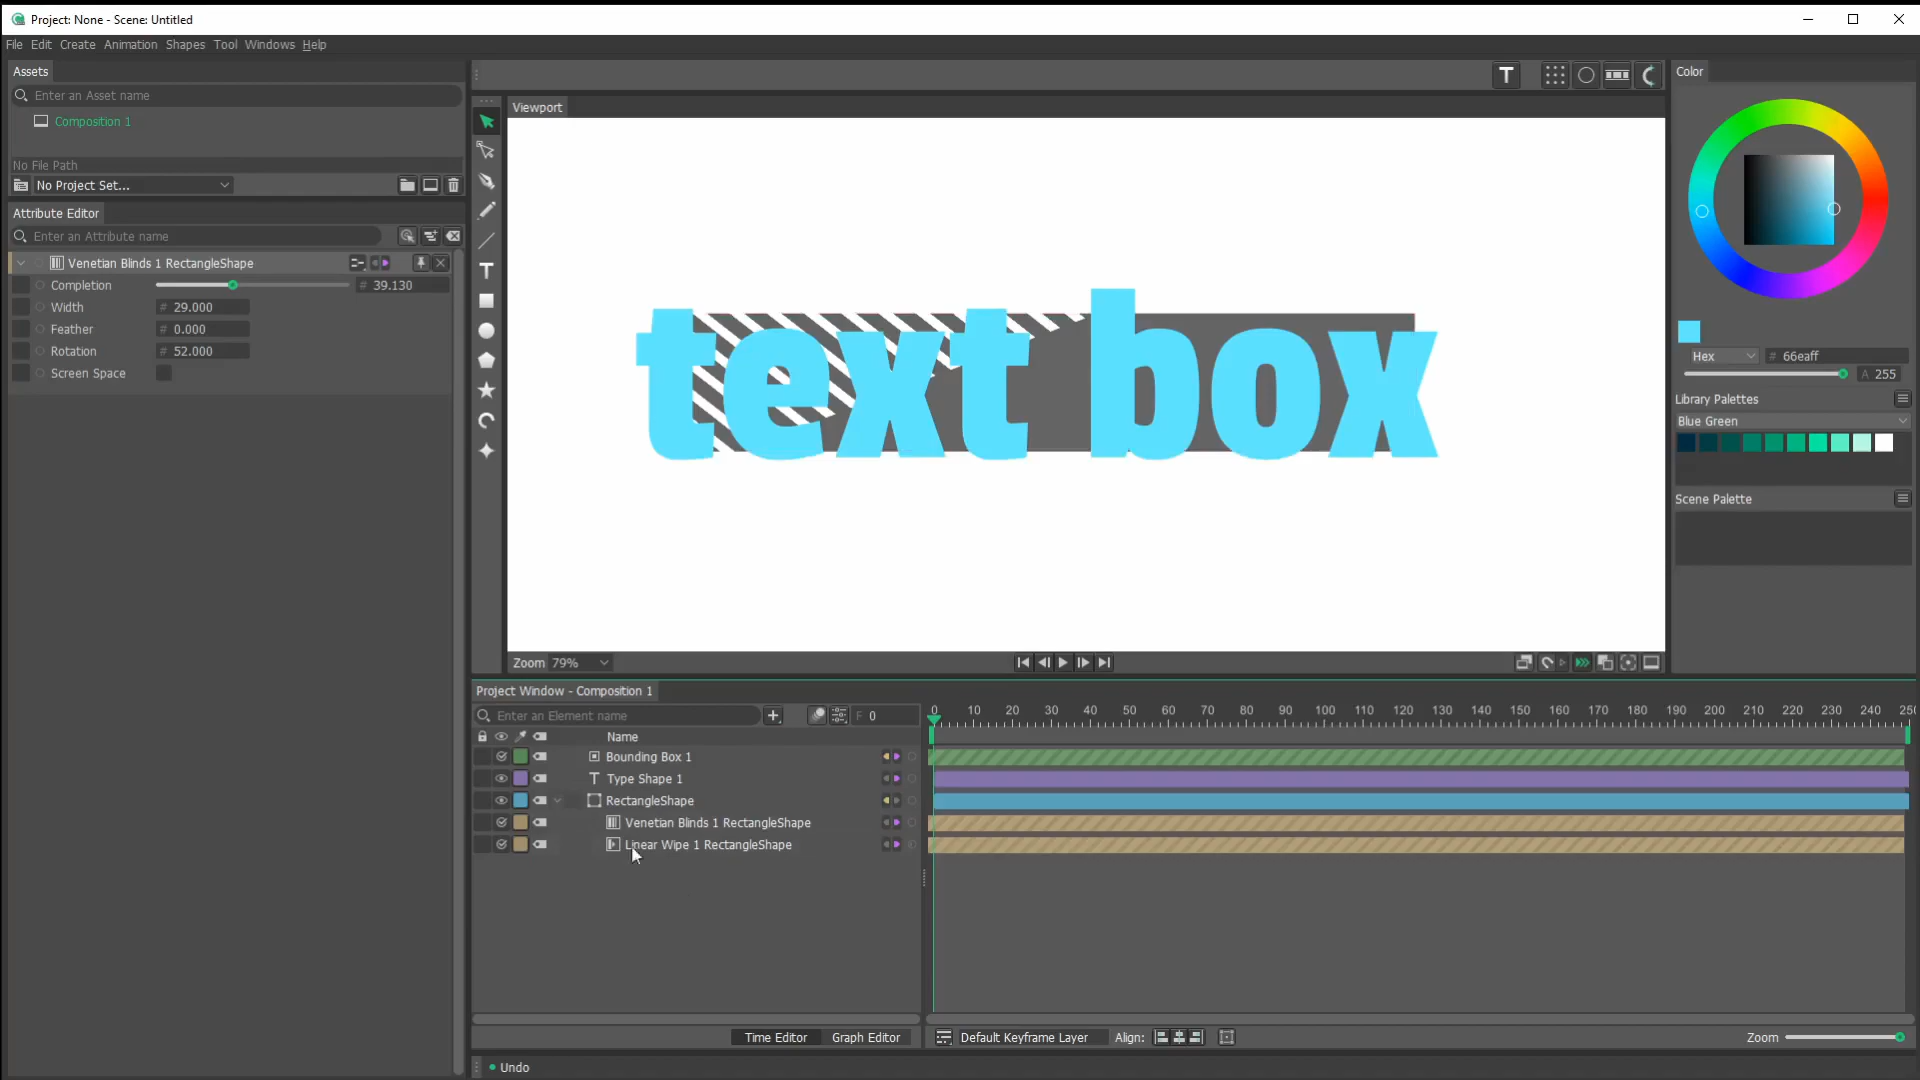 Project: None - Scene: Untitled
File Edit Create Animation Shapes Tool Windows Help
Assets
Enter an Asset name
Composition 1
No File Path
No Project Set...
Attribute Editor
Enter an Attribute name
Venetian Blinds 1 RectangleShape
Completion # 39.130
Width # 29.000
Feather # 0.000
Rotation # 52.000
Screen Space
Viewport
text box
Zoom 79%
Color
Hex # 66eaff
A 255
Library Palettes
Blue Green
Scene Palette
Project Window - Composition 1
Enter an Element name
F 0
0 10 20 30 40 50 60 70 80 90 100 110 120 130 140 150 160 170 180 190 200 210 220 230 240 250
Name
Bounding Box 1
T Type Shape 1
RectangleShape
Venetian Blinds 1 RectangleShape
Linear Wipe 1 RectangleShape
Time Editor Graph Editor
Default Keyframe Layer Align: Zoom
Undo